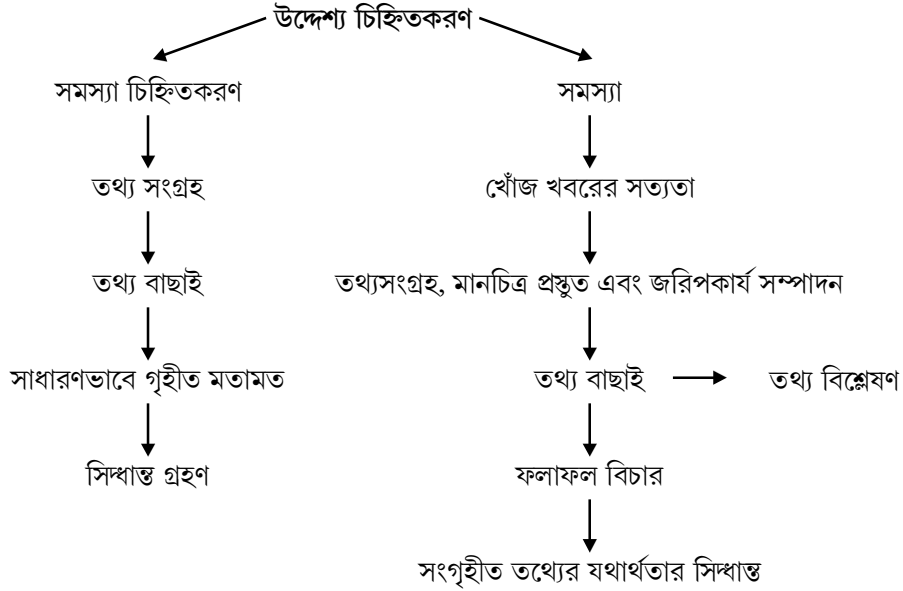 উদ্দেশ্য চিহ্নিতকরণ
সমস্যা চিহ্নিতকরণ
সমস্যা
তথ্য সংগ্রহ
খোঁজ খবরের সত্যতা
তথ্য বাছাই
তথ্যসংগ্রহ, মানচিত্র প্রস্তুত এবং জরিপকার্য সম্পাদন
সাধারণভাবে গৃহীত মতামত
তথ্য বাছাই
তথ্য বিশ্লেষণ
সিদ্ধান্ত গ্রহণ
ফলাফল বিচার
সংগৃহীত তথ্যের যথার্থতার সিদ্ধান্ত